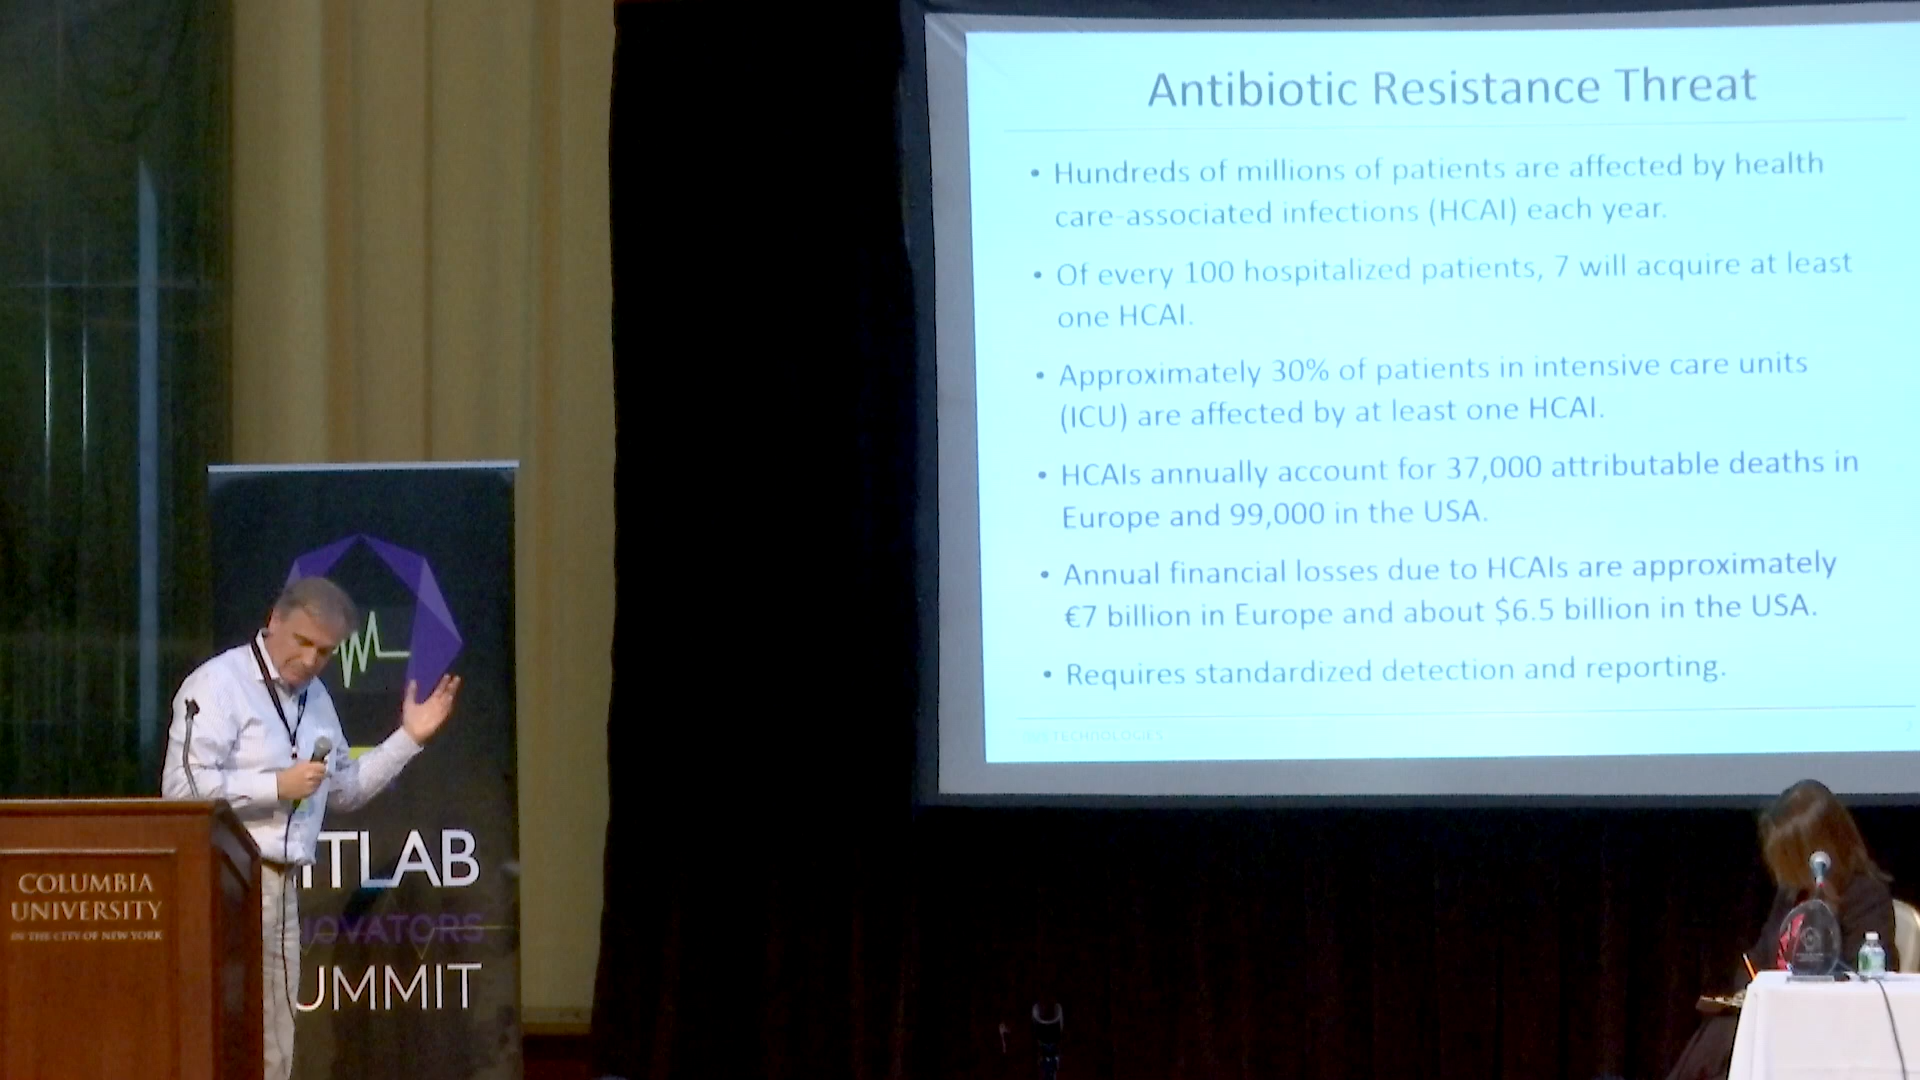 Antibiotic Resistance Threat
• Hundreds of millions of patients are affected by health
care-associated infections (HCAI) each year.
• Of every 100 hospitalized patients, 7 will acquire at least
one HCAI.
• Approximately 30% of patients in intensive care units
(ICU) are affected by at least one HCAI.
• HCAIs annually account for 37,000 attributable deaths in
Europe and 99,000 in the USA.
• Annual financial losses due to HCAIs are approximately
€7 billion in Europe and about $6.5 billion in the USA.
• Requires standardized detection and reporting.
TECHNOLOGIES
ITLAB
NOVATORS
UMMIT
COLUMBIA
UNIVERSITY
IN THE CITY OF NEW YORK